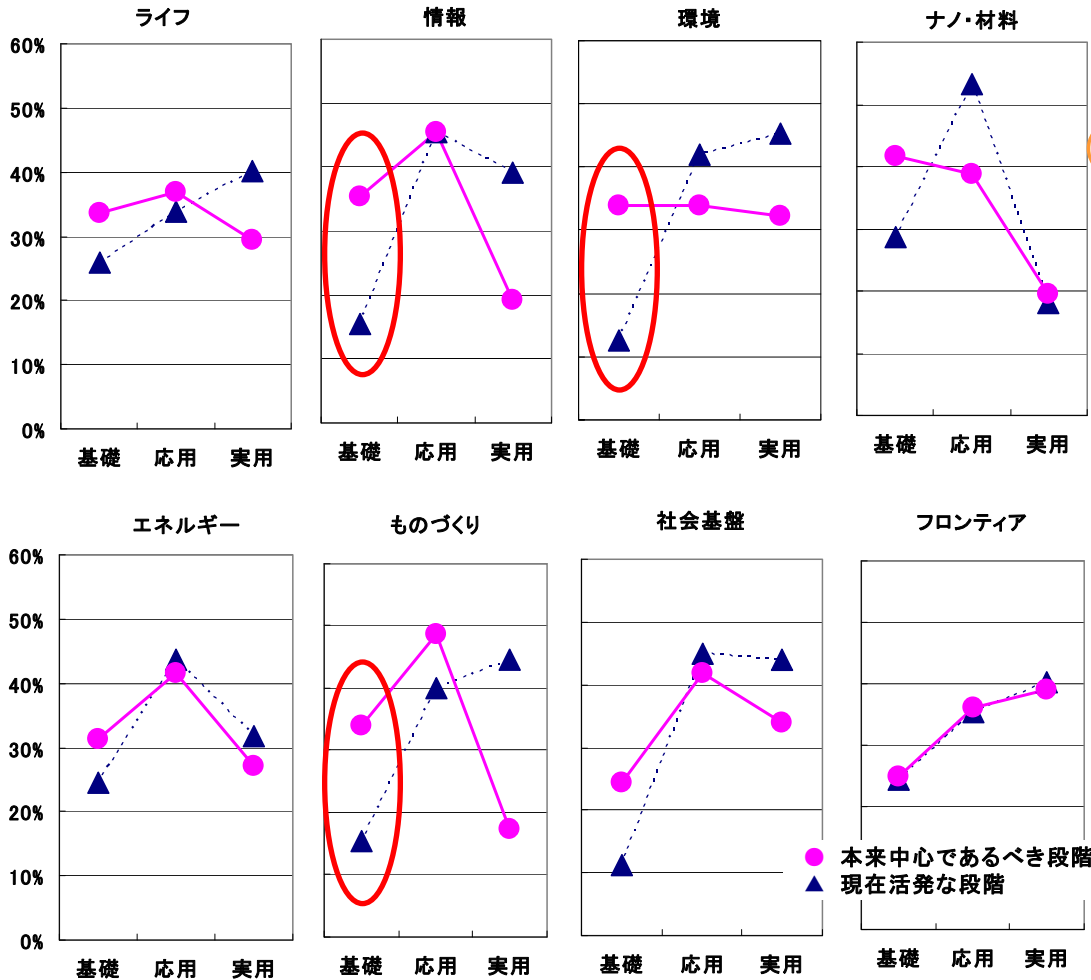 ライフ
情報
環境
ナノ・材料
60%
50%
40%
30%
20%
10%
0%
基礎 応用 実用
基礎 応用 実用
基礎 応用 実用
基礎 応用 実用
エネルギー
ものづくり
社会基盤
フロンティア
60%
50%
40%
30%
20%
10%
0%
本来中心であるべき段階
現在活発な段階
基礎 応用 実用
基礎 応用 実用
基礎 応用 実用
基礎 応用 実用